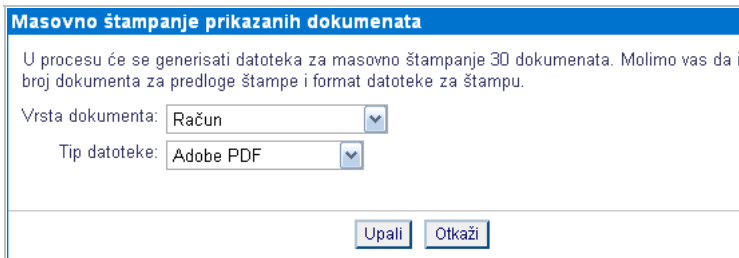 Masovno štampanje prikazanih dokumenata
U procesu će se generisati datoteka za masovno štampanje 30 dokumenata. Molimo vas da i
broj dokumenta za predloge štampe i format datoteke za štampu.
Vrsta dokumenta: Račun
Tip datoteke: Adobe PDF
Upali Otkaži